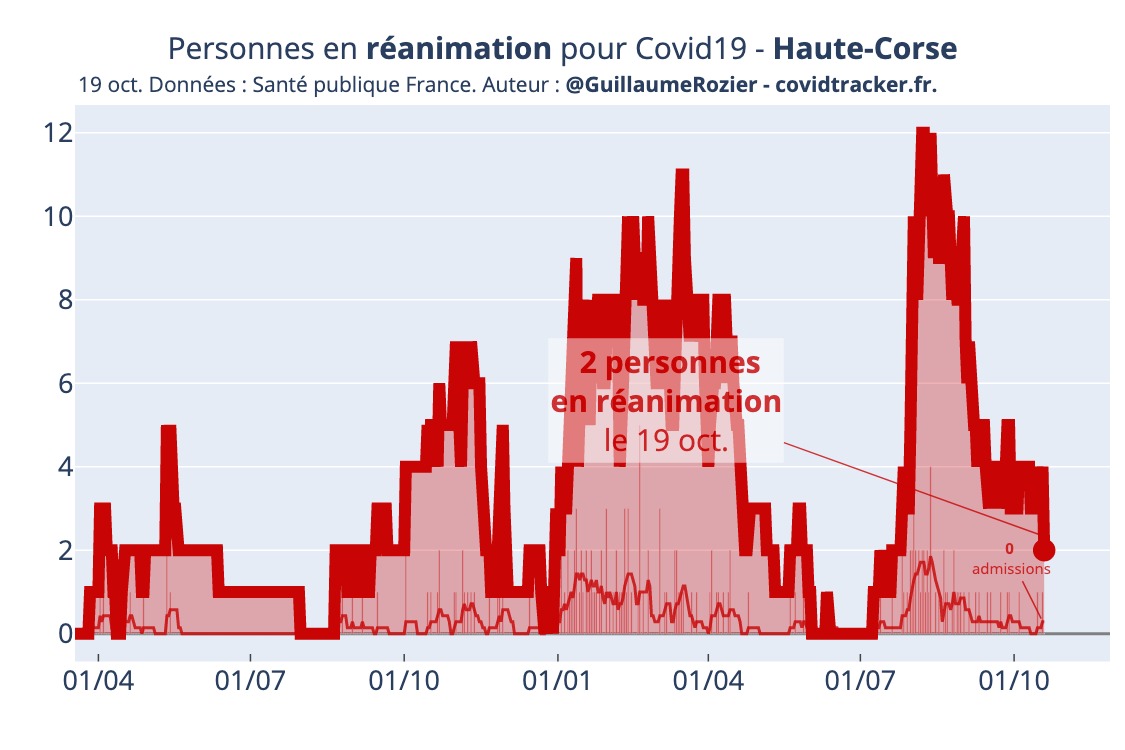 Personnes en réanimation pour Covid19 - Haute-Corse
19 oct. Données : Santé publique France. Auteur : @GuillaumeRozier - covidtracker.fr.
12
10
8
6
4
2
0
2 personnes
en réanimation
le 19 oct.
0
admissions
01/04
01/07
01/10
01/01
01/04
01/07
01/10